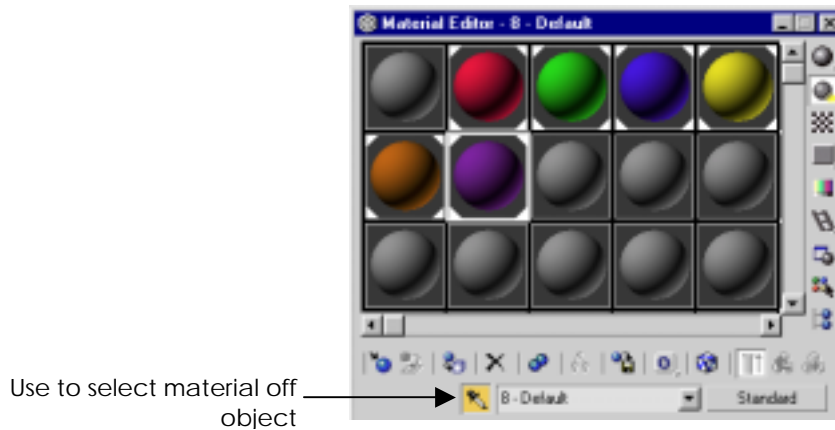 Material Editor - 8 - Default
Use to select material off
object
8 - Default
Standard